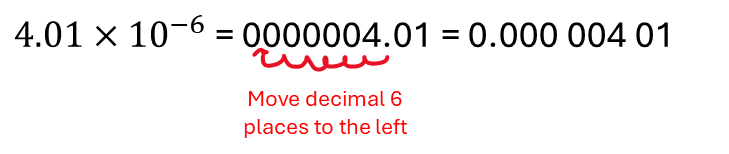 4.01 × 10⁻⁶ = 0000004.01 = 0.000 004 01
Move decimal 6
places to the left